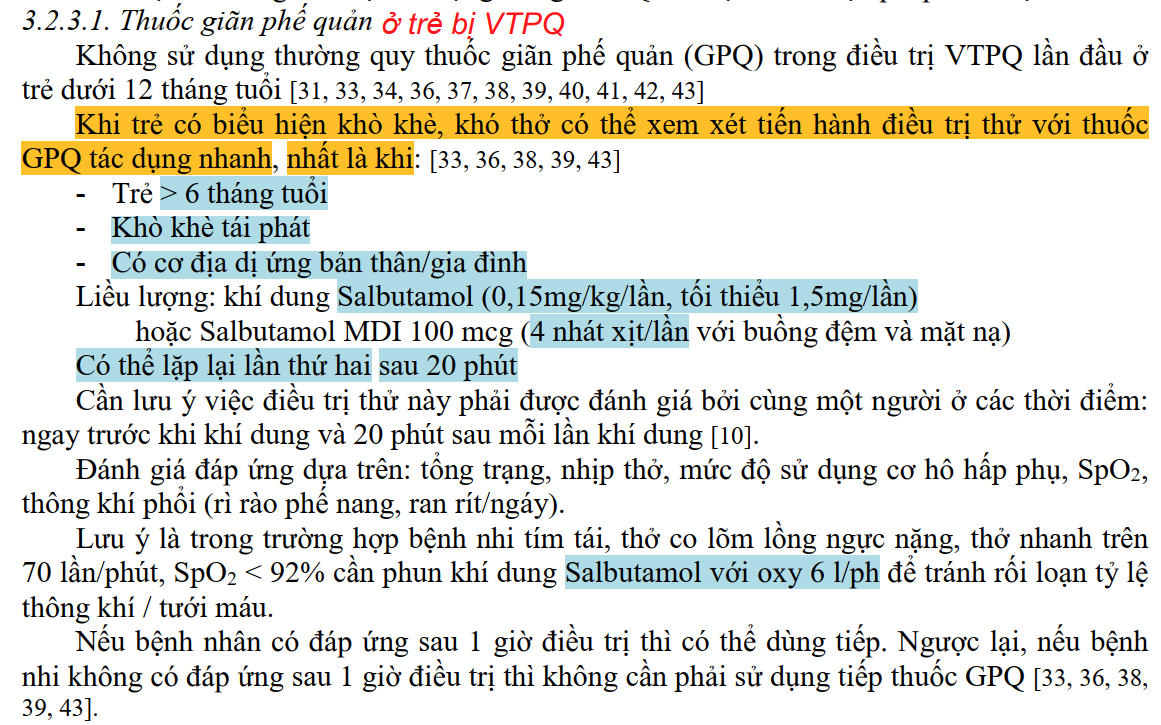 3.2.3.1. Thuốc giãn phế quản ở trẻ bị VTPQ
Không sử dụng thường quy thuốc giãn phế quản (GPQ) trong điều trị VTPQ lần đầu ở
trẻ dưới 12 tháng tuổi [31, 33, 34, 36, 37, 38, 39, 40, 41, 42, 43]
Khi trẻ có biểu hiện khò khè, khó thở có thể xem xét tiến hành điều trị thử với thuốc
GPQ tác dụng nhanh, nhất là khi: [33, 36, 38, 39, 43]
- Trẻ > 6 tháng tuổi
- Khò khè tái phát
- Có cơ địa dị ứng bản thân/gia đình
Liều lượng: khí dung Salbutamol (0,15mg/kg/lần, tối thiểu 1,5mg/lần)
hoặc Salbutamol MDI 100 mcg (4 nhát xịt/lần với buồng đệm và mặt nạ)
Có thể lặp lại lần thứ hai sau 20 phút
Cần lưu ý việc điều trị thử này phải được đánh giá bởi cùng một người ở các thời điểm:
ngay trước khi khí dung và 20 phút sau mỗi lần khí dung [10].
Đánh giá đáp ứng dựa trên: tổng trạng, nhịp thở, mức độ sử dụng cơ hô hấp phụ, SpO₂,
thông khí phổi (rì rào phế nang, ran rít/ngáy).
Lưu ý là trong trường hợp bệnh nhi tím tái, thở co lõm lồng ngực nặng, thở nhanh trên
70 lần/phút, SpO₂ < 92% cần phun khí dung Salbutamol với oxy 6 l/ph để tránh rối loạn tỷ lệ
thông khí / tưới máu.
Nếu bệnh nhân có đáp ứng sau 1 giờ điều trị thì có thể dùng tiếp. Ngược lại, nếu bệnh
nhi không có đáp ứng sau 1 giờ điều trị thì không cần phải sử dụng tiếp thuốc GPQ [33, 36, 38,
39, 43].